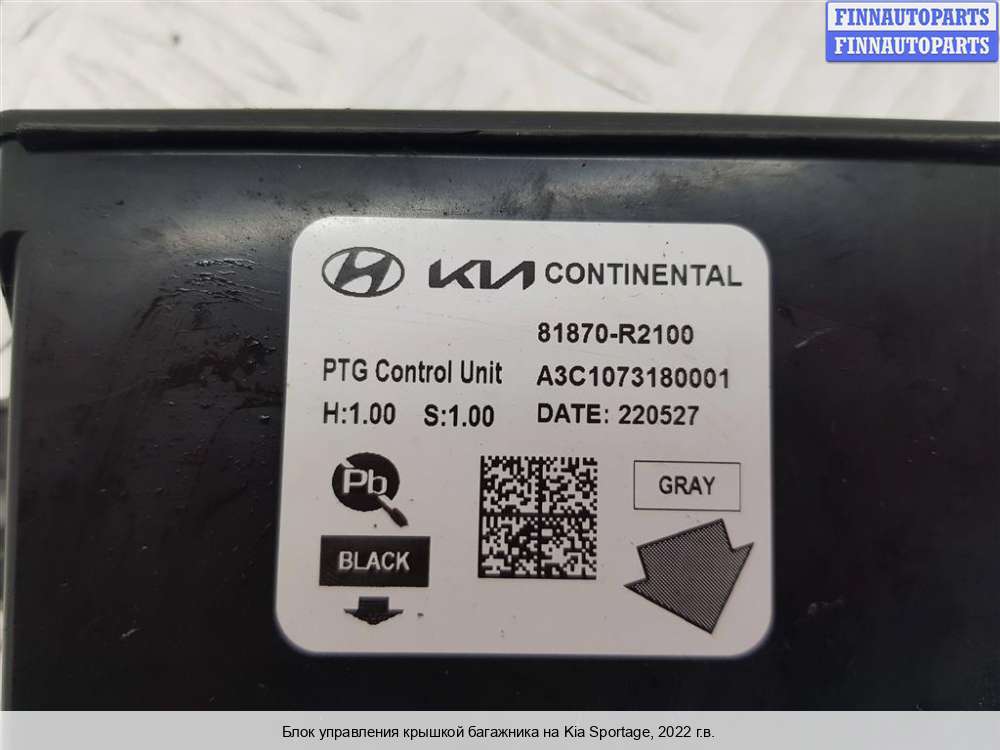 FINNAUTOPARTS
FINNAUTOPARTS
KIA CONTINENTAL
81870-R2100
PTG Control Unit A3C1073180001
H:1.00 S:1.00 DATE: 220527
Pb
GRAY
BLACK
Блок управления крышкой багажника на Kia Sportage, 2022 г.в.